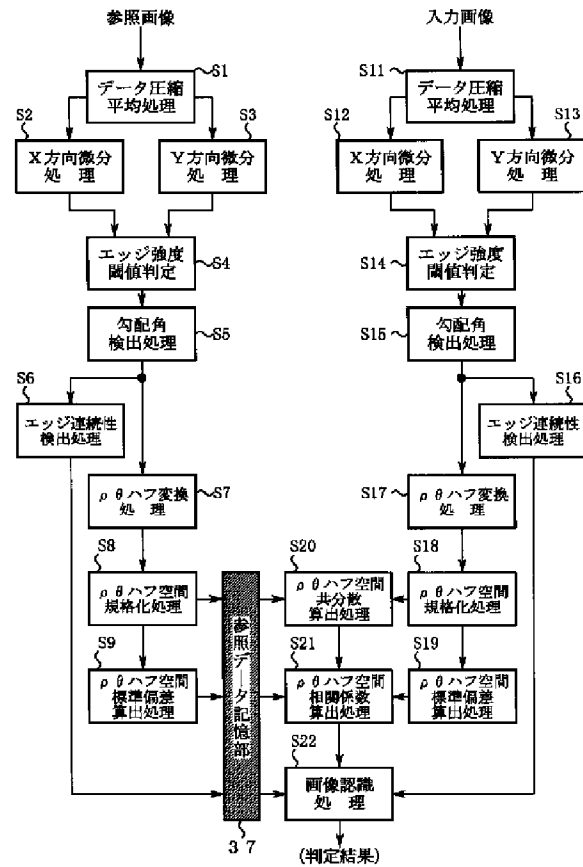 参照画像
入力画像
S1
データ圧縮
平均処理
S11
データ圧縮
平均処理
S2
X方向微分
処 理
S3
Y方向微分
処 理
S12
X方向微分
処 理
S13
Y方向微分
処 理
エッジ強度
閾値判定
S4
S14
エッジ強度
閾値判定
勾配角
検出処理
S5
S15
勾配角
検出処理
S6
エッジ連続性
検出処理
S16
エッジ連続性
検出処理
ρθハフ変換
処 理
S7
S17
ρθハフ変換
処 理
S8
ρθハフ空間
規格化処理
S20
ρθハフ空間
共分散
算出処理
S18
ρθハフ空間
規格化処理
S9
ρθハフ空間
標準偏差
算出処理
参照データ記憶部
S21
ρθハフ空間
相関係数
算出処理
S19
ρθハフ空間
標準偏差
算出処理
S22
画像認識
処 理
37
(判定結果)